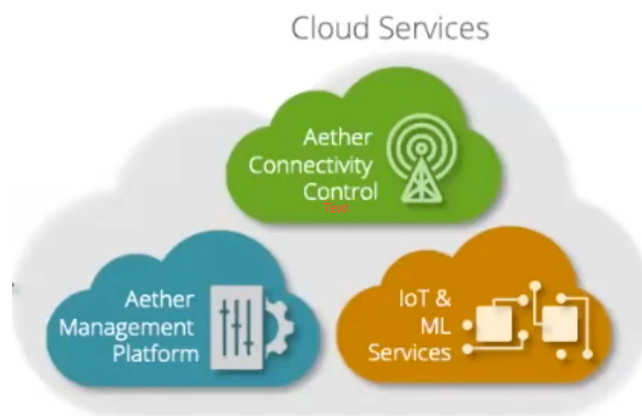 Cloud Services
Aether
Connectivity
Control
Text
Aether
Management
Platform
IoT &
ML
Services